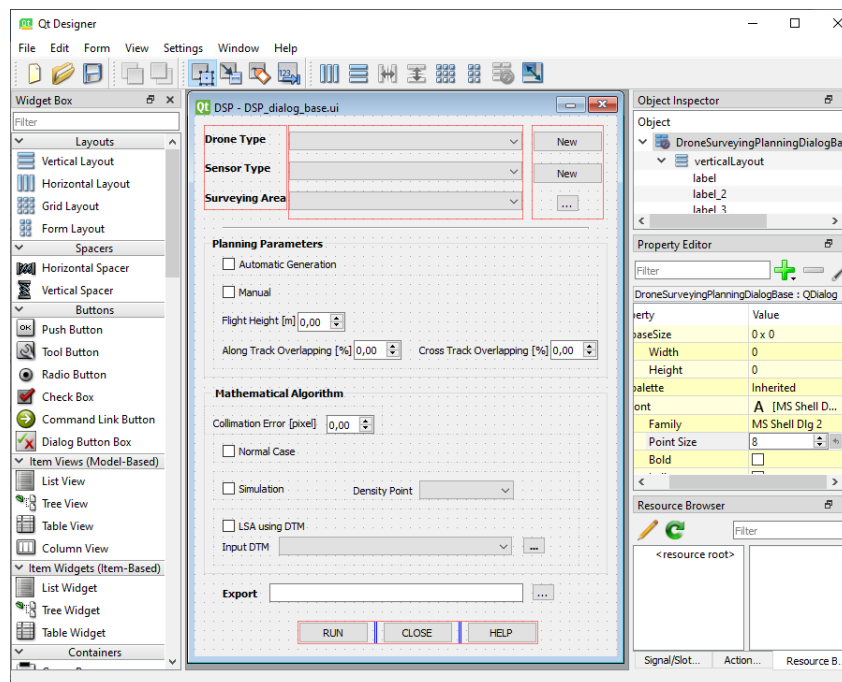 Qt Designer
File Edit Form View Settings Window Help
Widget Box
Filter
Layouts
Vertical Layout
Horizontal Layout
Grid Layout
Form Layout
Spacers
Horizontal Spacer
Vertical Spacer
Buttons
OK Push Button
Tool Button
Radio Button
Check Box
Command Link Button
Dialog Button Box
Item Views (Model-Based)
List View
Tree View
Table View
Column View
Item Widgets (Item-Based)
List Widget
Tree Widget
Table Widget
Containers
Qt DSP - DSP_dialog_base.ui
Drone Type New
Sensor Type New
Surveying Area ...
Planning Parameters
Automatic Generation
Manual
Flight Height [m] 0,00
Along Track Overlapping [%] 0,00 Cross Track Overlapping [%] 0,00
Mathematical Algorithm
Collimation Error [pixel] 0,00
Normal Case
Simulation Density Point
LSA using DTM
Input DTM ...
Export ...
RUN CLOSE HELP
Object Inspector
Object
DroneSurveyingPlanningDialogBa
verticalLayout
label
label_2
label_3
Property Editor
Filter
DroneSurveyingPlanningDialogBase : QDialog
perty Value
baseSize 0 x 0
Width 0
Height 0
palette Inherited
ont A [MS Shell D...
Family MS Shell Dlg 2
Point Size 8
Bold
Resource Browser
Filter
<resource root>
Signal/Slot... Action... Resource B...